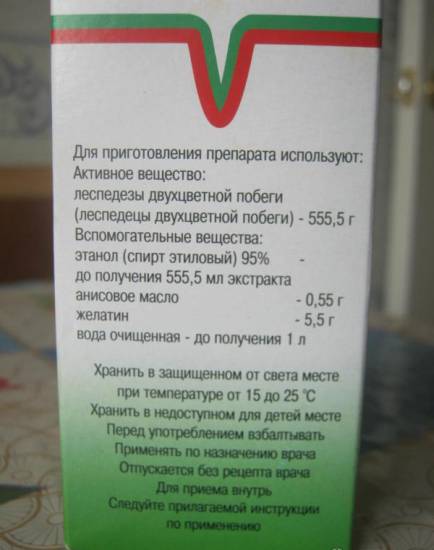 Для приготовления препарата используют:
Активное вещество:
леспедезы двухцветной побеги
(леспедецы двухцветной побеги) - 555,5 г
Вспомогательные вещества:
этанол (спирт этиловый) 95% -
до получения 555,5 мл экстракта
анисовое масло - 0,55 г
желатин - 5,5 г
вода очищенная - до получения 1 л
Хранить в защищенном от света месте
при температуре от 15 до 25 °C
Хранить в недоступном для детей месте
Перед употреблением взбалтывать
Применять по назначению врача
Отпускается без рецепта врача
Для приема внутрь
Следуйте прилагаемой инструкции
по применению